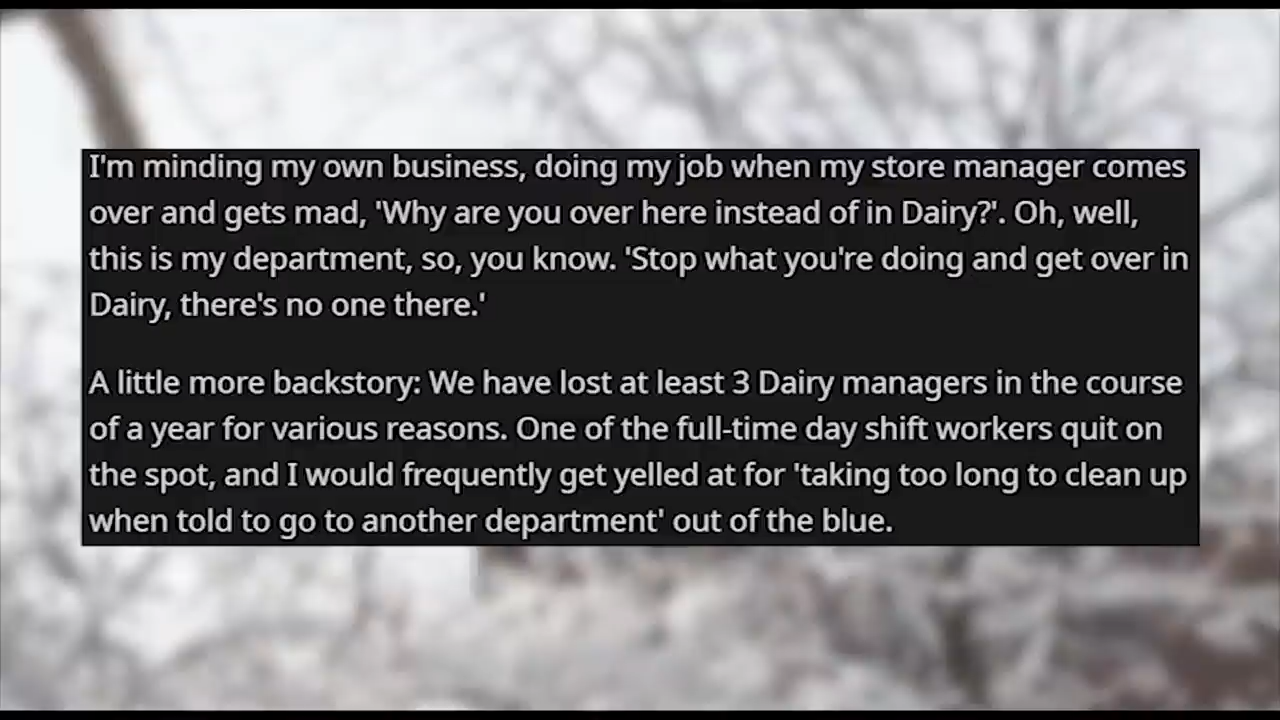 I'm minding my own business, doing my job when my store manager comes
over and gets mad, 'Why are you over here instead of in Dairy?'. Oh, well,
this is my department, so, you know. 'Stop what you're doing and get over in
Dairy, there's no one there.'
A little more backstory: We have lost at least 3 Dairy managers in the course
of a year for various reasons. One of the full-time day shift workers quit on
the spot, and I would frequently get yelled at for 'taking too long to clean up
when told to go to another department' out of the blue.